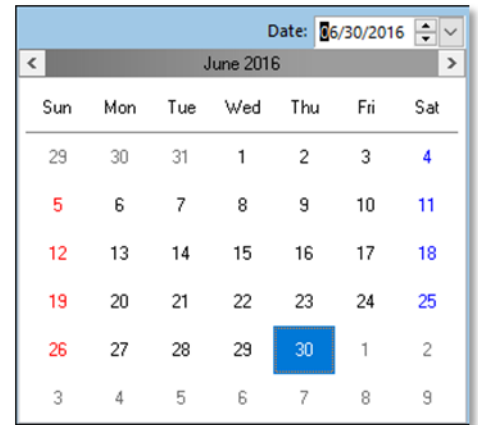 Date: 06/30/2016
June 2016
Sun Mon Tue Wed Thu Fri Sat
29 30 31 1 2 3 4
5 6 7 8 9 10 11
12 13 14 15 16 17 18
19 20 21 22 23 24 25
26 27 28 29 30 1 2
3 4 5 6 7 8 9